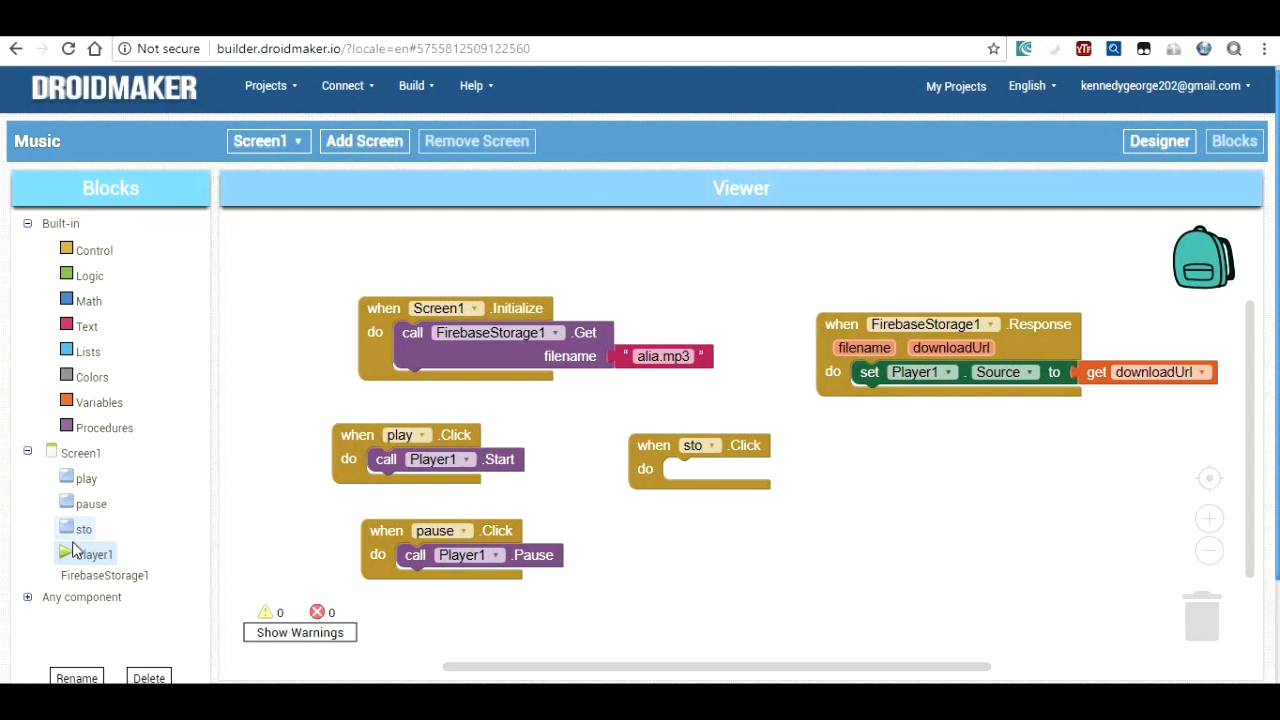 Not secure
builder.droidmaker.io/?locale=en#5755812509122560
DROIDMAKER
Projects
Connect
Build
Help
My Projects
English
kennedygeorge202@gmail.com
Music
Screen1
Add Screen
Remove Screen
Designer
Blocks
Blocks
Viewer
Built-in
Control
Logic
Math
Text
Lists
Colors
Variables
Procedures
Screen1
play
pause
sto
Player1
FirebaseStorage1
Any component
Rename
Delete
when Screen1 .Initialize
do call FirebaseStorage1 .Get
filename " alia.mp3 "
when FirebaseStorage1 .Response
filename downloadUrl
do set Player1 . Source to get downloadUrl
when play .Click
do call Player1 .Start
when sto .Click
do
when pause .Click
do call Player1 .Pause
0 0
Show Warnings